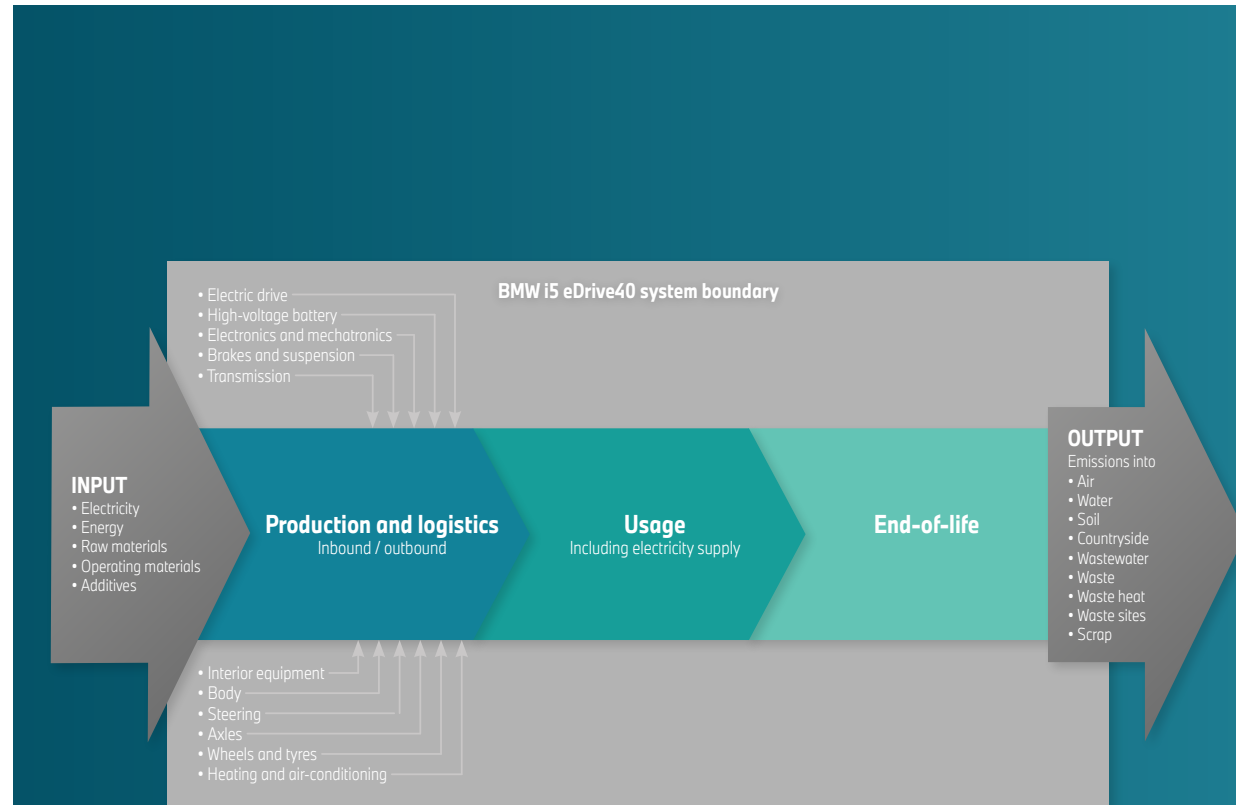 BMW i5 eDrive40 system boundary
• Electric drive
• High-voltage battery
• Electronics and mechatronics
• Brakes and suspension
• Transmission
INPUT
• Electricity
• Energy
• Raw materials
• Operating materials
• Additives
Production and logistics
Inbound / outbound
Usage
Including electricity supply
End-of-life
OUTPUT
Emissions into
• Air
• Water
• Soil
• Countryside
• Wastewater
• Waste
• Waste heat
• Waste sites
• Scrap
• Interior equipment
• Body
• Steering
• Axles
• Wheels and tyres
• Heating and air-conditioning